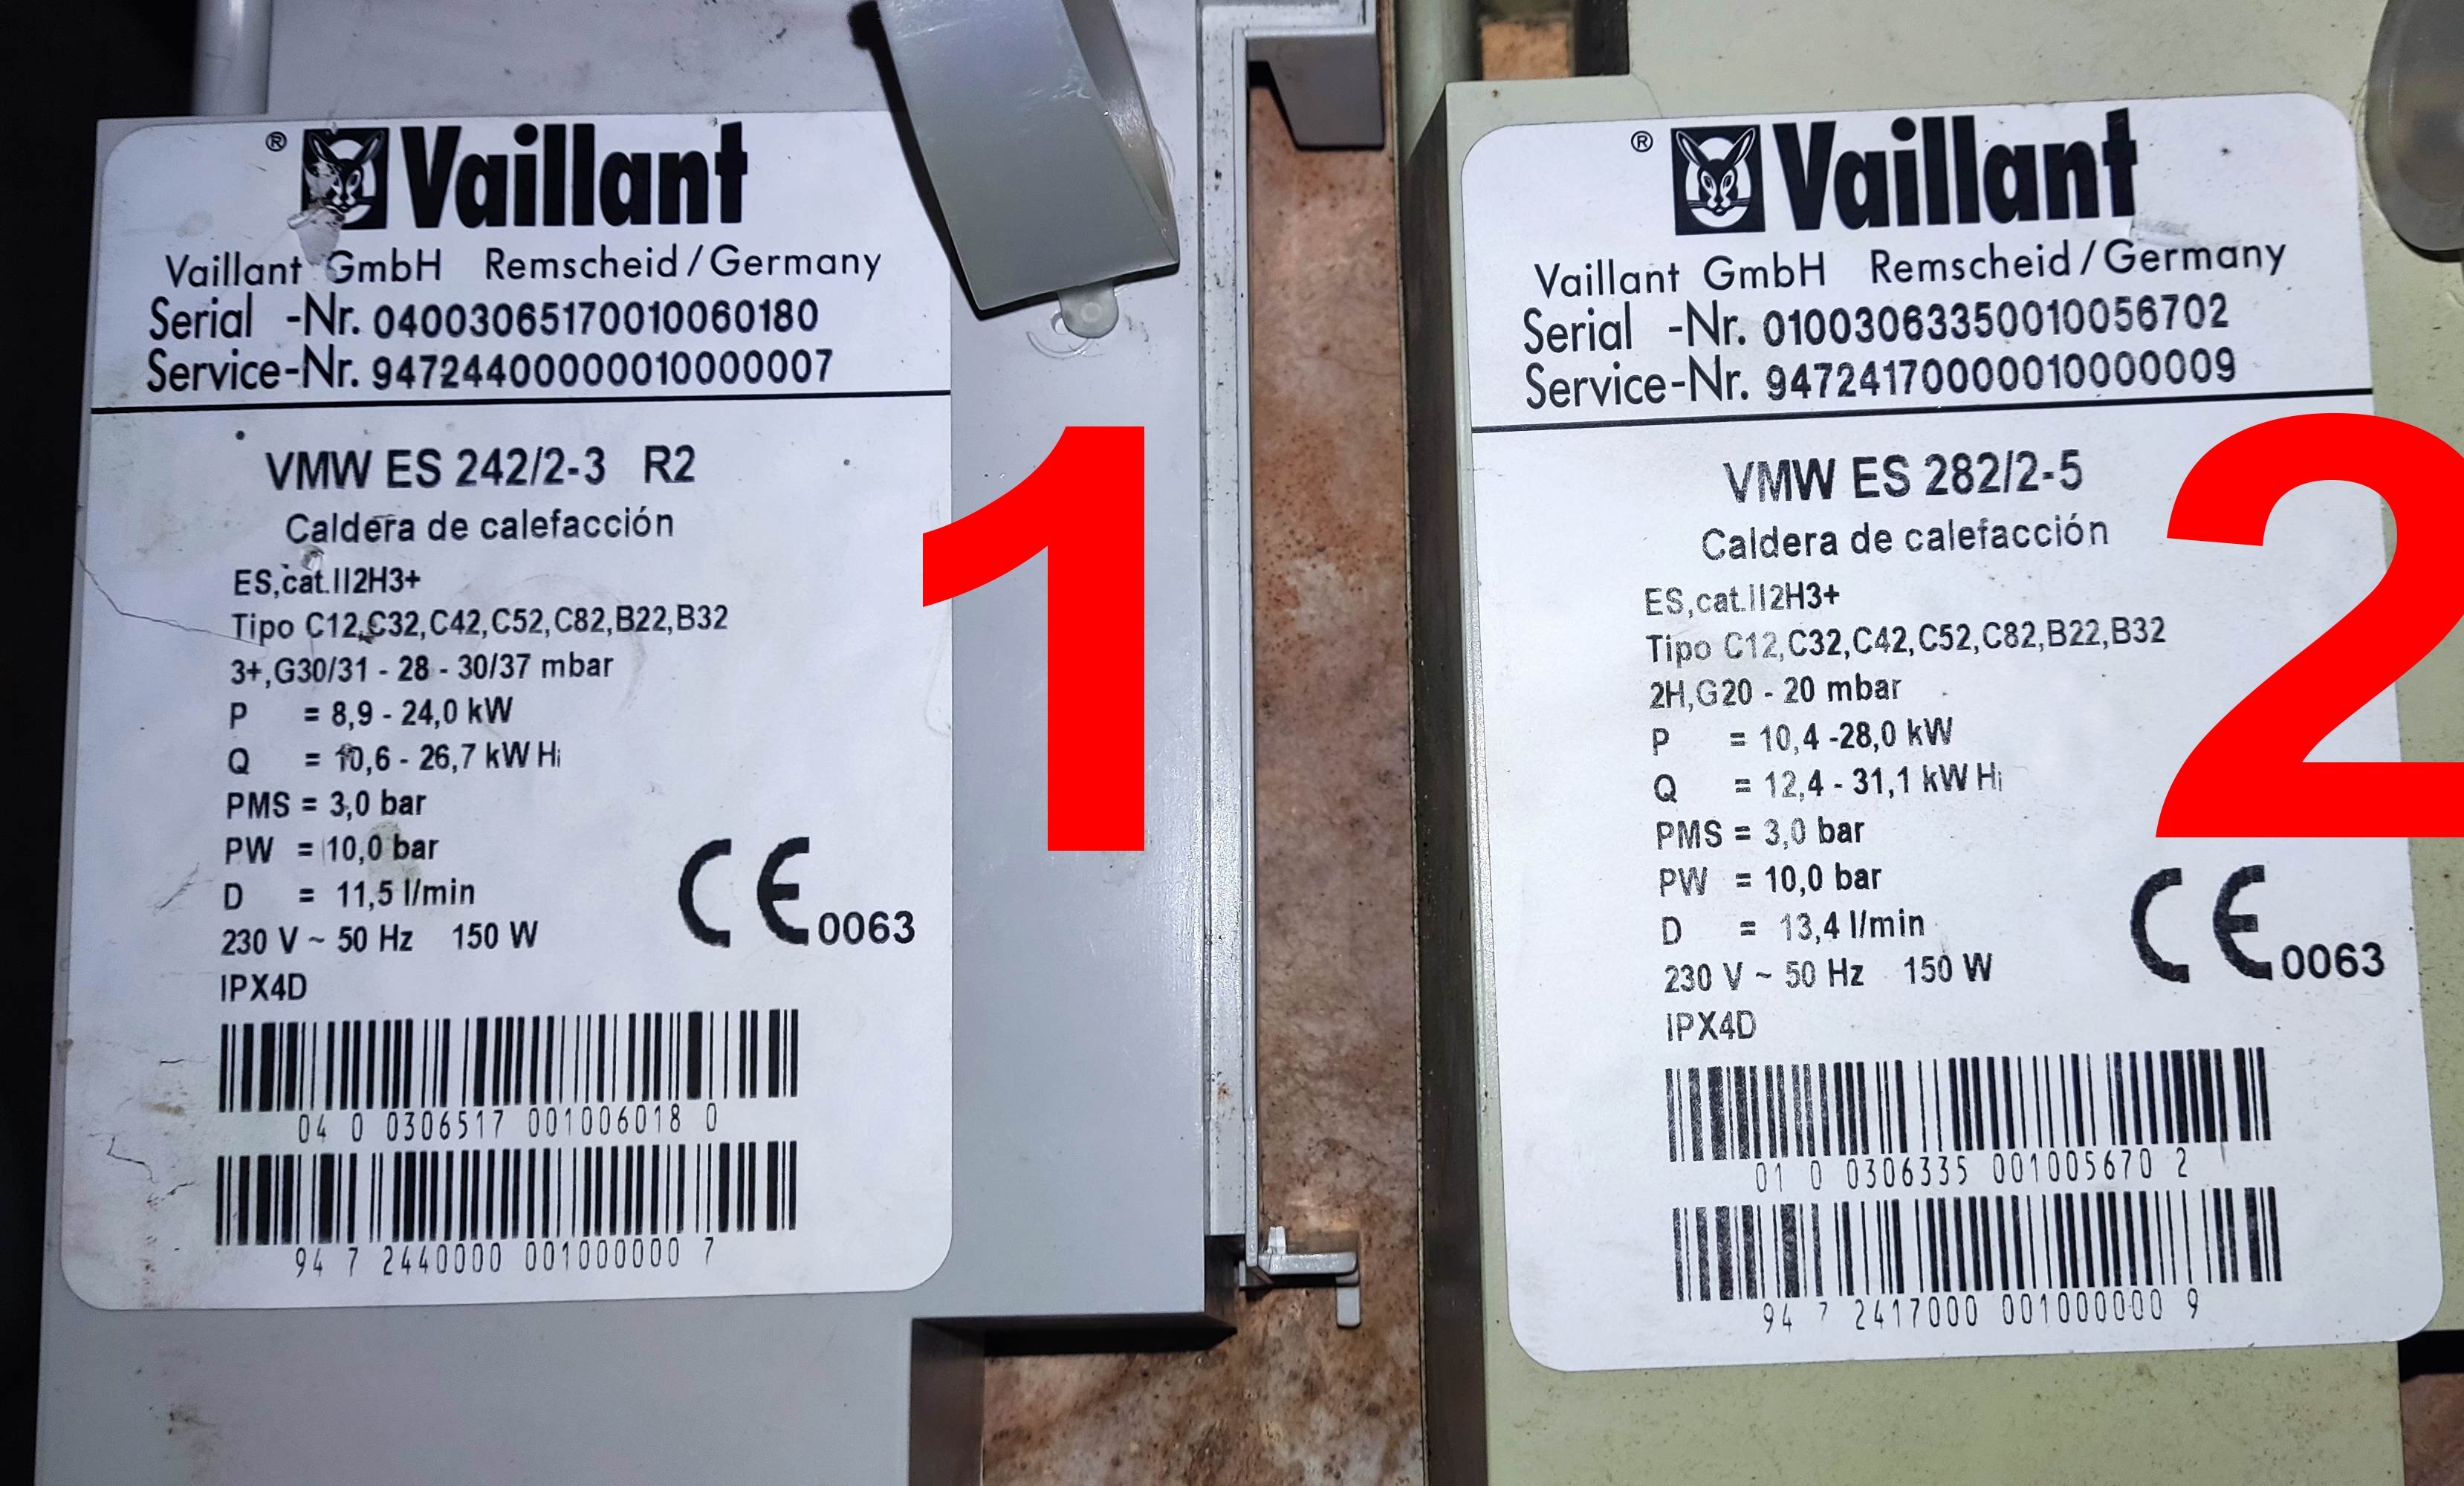 ® Vaillant
Vaillant GmbH Remscheid/Germany
Serial -Nr. 04003065170010060180
Service-Nr. 94724400000010000007
VMW ES 242/2-3 R2
Caldera de calefacción
ES,cat.II2H3+
Tipo C12,C32,C42,C52,C82,B22,B32
3+,G30/31 - 28 - 30/37 mbar
P = 8,9 - 24,0 kW
Q = 10,6 - 26,7 kW Hi
PMS = 3,0 bar
PW = 10,0 bar
D = 11,5 l/min
230 V ~ 50 Hz 150 W
IPX4D
CE 0063
04 0 0306517 001006018 0
94 7 2440000 001000000 7
1
® Vaillant
Vaillant GmbH Remscheid/Germany
Serial -Nr. 01003063350010056702
Service-Nr. 94724170000010000009
VMW ES 282/2-5
Caldera de calefacción
ES,cat.II2H3+
Tipo C12,C32,C42,C52,C82,B22,B32
2H,G20 - 20 mbar
P = 10,4 -28,0 kW
Q = 12,4 - 31,1 kW Hi
PMS = 3,0 bar
PW = 10,0 bar
D = 13,4 l/min
230 V ~ 50 Hz 150 W
IPX4D
CE 0063
01 0 0306335 001005670 2
94 7 2417000 001000000 9
2